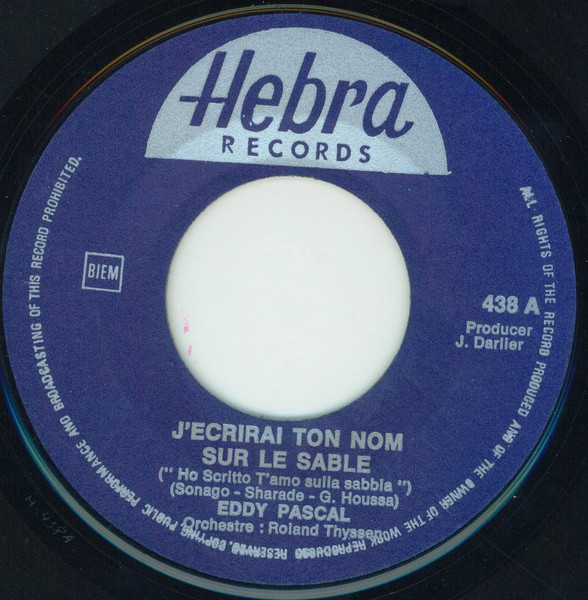 Hebra
RECORDS
ALL RIGHTS OF THE RECORD PRODUCED AND OF THE OWNER OF THE WORK REPRODUCED RESERVED. COPYING, PUBLIC PERFORMANCE AND BROADCASTING OF THIS RECORD PROHIBITED.
BIEM
438 A
Producer
J. Darlier
J'ECRIRAI TON NOM
SUR LE SABLE
(" Ho Scritto T'amo sulla sabbia ")
(Sonago - Sharade - G. Houssa)
EDDY PASCAL
Orchestre : Roland Thyssen